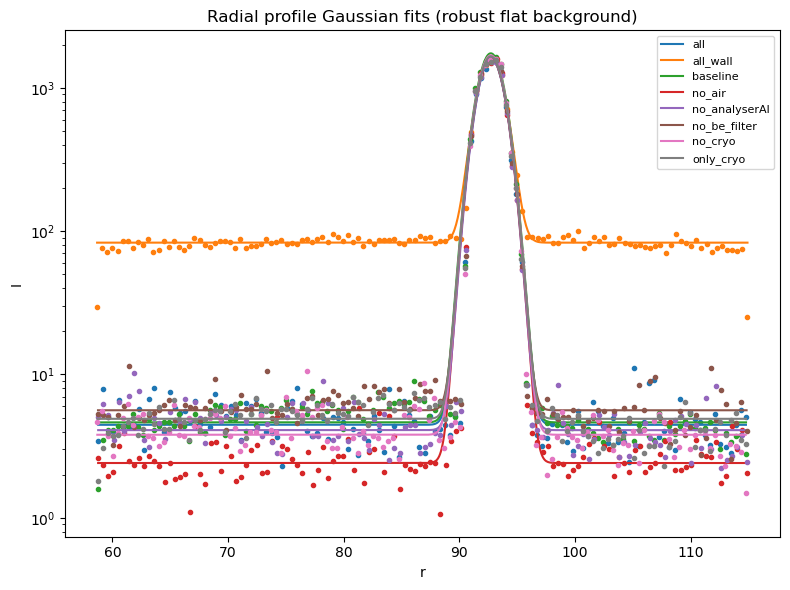 Radial profile Gaussian fits (robust flat background)
all
all_wall
baseline
no_air
no_analyserAl
no_be_filter
no_cryo
only_cryo
I
10³
10²
10¹
10⁰
60 70 80 90 100 110
r